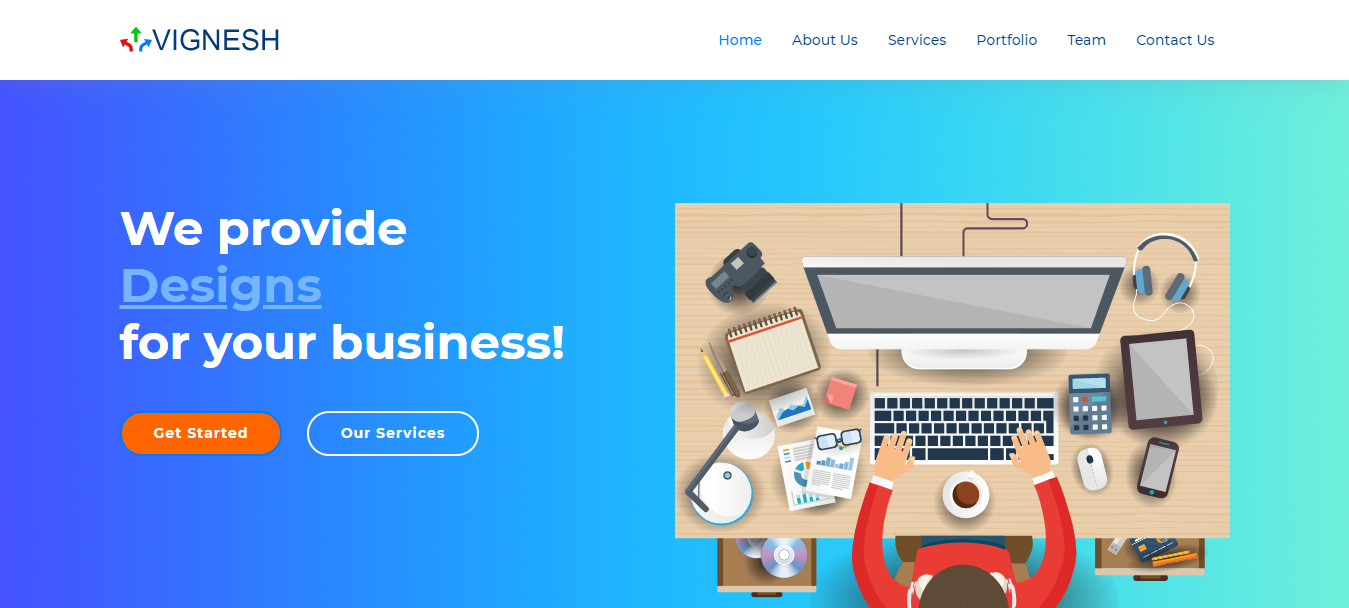 VIGNESH
Home About Us Services Portfolio Team Contact Us
We provide
Designs
for your business!
Get Started Our Services